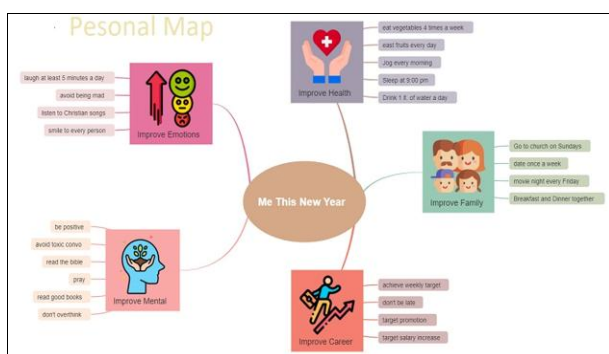 Pesonal Map
laugh at least 5 minutes a day
avoid being mad
listen to Christian songs
smile to every person
Improve Emotions
eat vegetables 4 times a week
east fruits every day
Jog every morning
Sleep at 9:00 pm
Drink 1.8L of water a day
Improve Health
Me This New Year
Go to church on Sundays
date once a week
movie night every Friday
Breakfast and Dinner together
Improve Family
be positive
avoid toxic convo
read the bible
pray
read good books
don't overthink
Improve Mental
achieve weekly target
don't be late
target promotion
target salary increase
Improve Career